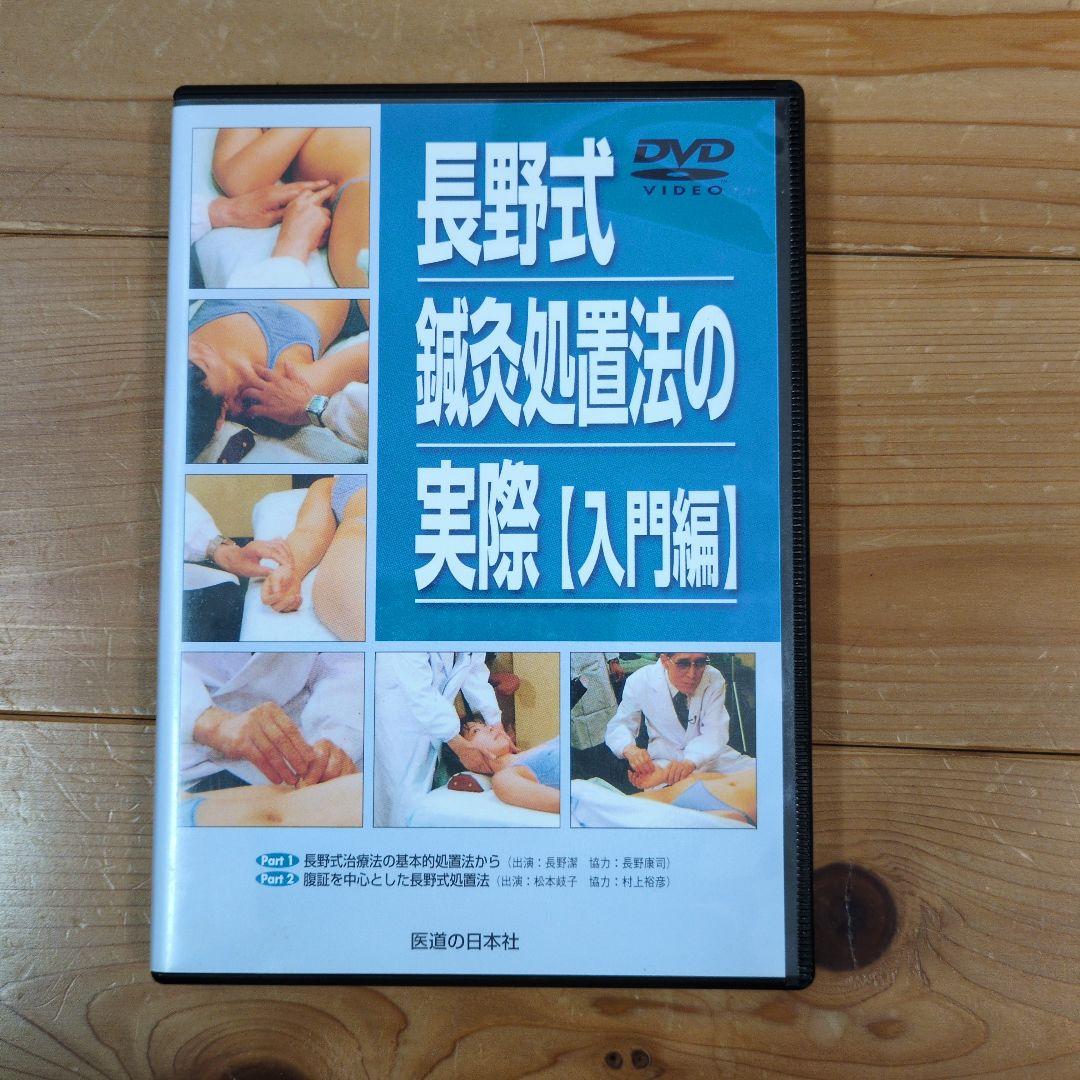 長野式
DVD
VIDEO
鍼灸処置法の
実際【入門編】
Part 1 長野式治療法の基本的処置法から(出演：長野潔 協力：長野康司)
Part 2 腹証を中心とした長野式処置法(出演：松本岐子 協力：村上裕彦)
医道の日本社